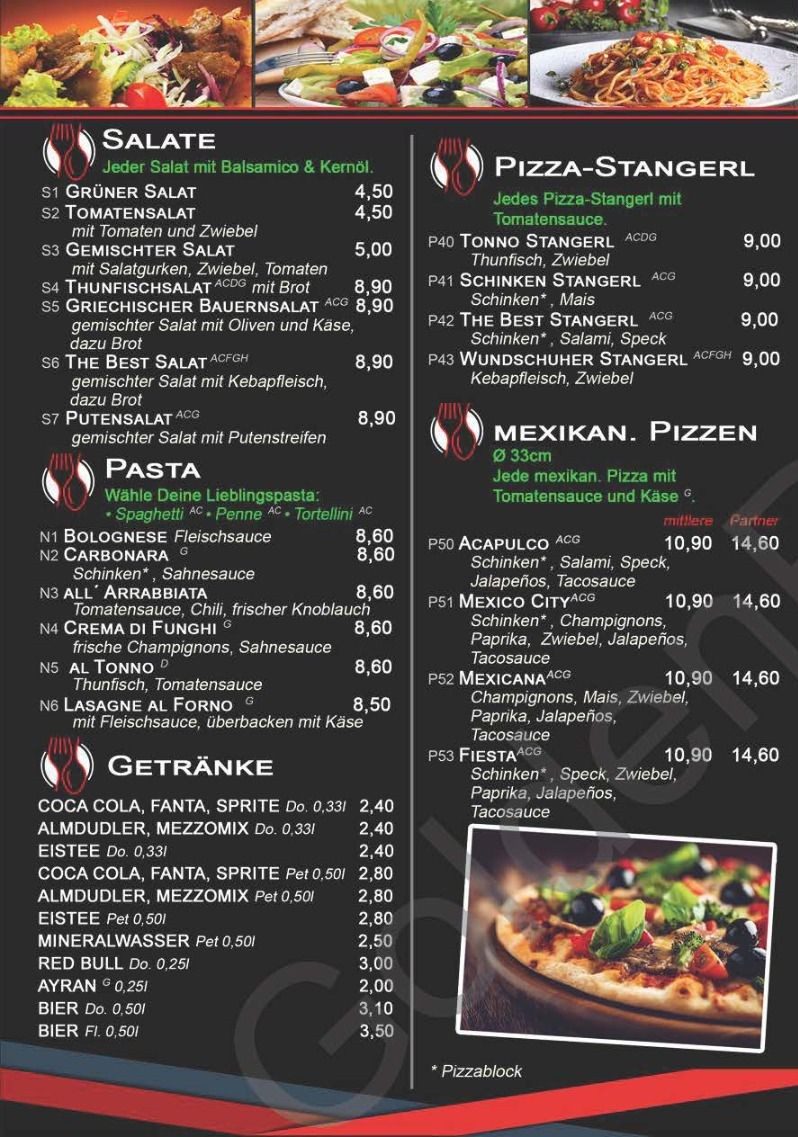 SALATE
Jeder Salat mit Balsamico & Kernöl.
S1 GRÜNER SALAT 4,50
S2 TOMATENSALAT 4,50
mit Tomaten und Zwiebel
S3 GEMISCHTER SALAT 5,00
mit Salatgurken, Zwiebel, Tomaten
S4 THUNFISCHSALAT ACDG mit Brot 8,90
S5 GRIECHISCHER BAUERNSALAT ACG 8,90
gemischter Salat mit Oliven und Käse,
dazu Brot
S6 THE BEST SALAT ACFGH 8,90
gemischter Salat mit Kebapfleisch,
dazu Brot
S7 PUTENSALAT ACG 8,90
gemischter Salat mit Putenstreifen
PASTA
Wähle Deine Lieblingspasta:
• Spaghetti AC • Penne AC • Tortellini AC
N1 BOLOGNESE Fleischsauce 8,60
N2 CARBONARA G 8,60
Schinken* , Sahnesauce
N3 ALL´ ARRABBIATA 8,60
Tomatensauce, Chili, frischer Knoblauch
N4 CREMA DI FUNGHI G 8,60
frische Champignons, Sahnesauce
N5 AL TONNO D 8,60
Thunfisch, Tomatensauce
N6 LASAGNE AL FORNO G 8,50
mit Fleischsauce, überbacken mit Käse
GETRÄNKE
COCA COLA, FANTA, SPRITE Do. 0,33l 2,40
ALMDUDLER, MEZZOMIX Do. 0,33l 2,40
EISTEE Do. 0,33l 2,40
COCA COLA, FANTA, SPRITE Pet 0,50l 2,80
ALMDUDLER, MEZZOMIX Pet 0,50l 2,80
EISTEE Pet 0,50l 2,80
MINERALWASSER Pet 0,50l 2,50
RED BULL Do. 0,25l 3,00
AYRAN G 0,25l 2,00
BIER Do. 0,50l 3,10
BIER Fl. 0,50l 3,50
PIZZA-STANGERL
Jedes Pizza-Stangerl mit
Tomatensauce.
P40 TONNO STANGERL ACDG 9,00
Thunfisch, Zwiebel
P41 SCHINKEN STANGERL ACG 9,00
Schinken* , Mais
P42 THE BEST STANGERL ACG 9,00
Schinken* , Salami, Speck
P43 WUNDSCHUHER STANGERL ACFGH 9,00
Kebapfleisch, Zwiebel
MEXIKAN. PIZZEN
Ø 33cm
Jede mexikan. Pizza mit
Tomatensauce und Käse G.
mittlere Partner
P50 ACAPULCO ACG 10,90 14,60
Schinken* , Salami, Speck,
Jalapeños, Tacosauce
P51 MEXICO CITY ACG 10,90 14,60
Schinken* , Champignons,
Paprika, Zwiebel, Jalapeños,
Tacosauce
P52 MEXICANA ACG 10,90 14,60
Champignons, Mais, Zwiebel,
Paprika, Jalapeños,
Tacosauce
P53 FIESTA ACG 10,90 14,60
Schinken* , Speck, Zwiebel,
Paprika, Jalapeños,
Tacosauce
* Pizzablock